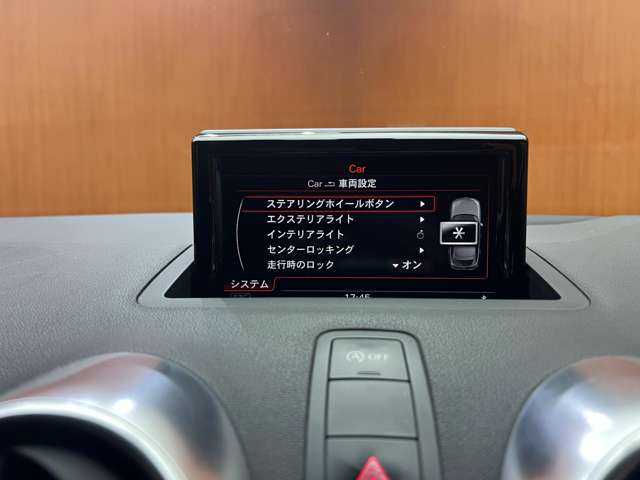 Car
Car 車両設定
ステアリングホイールボタン
エクステリアライト
インテリアライト
センターロッキング
走行時のロック オン
システム
OFF